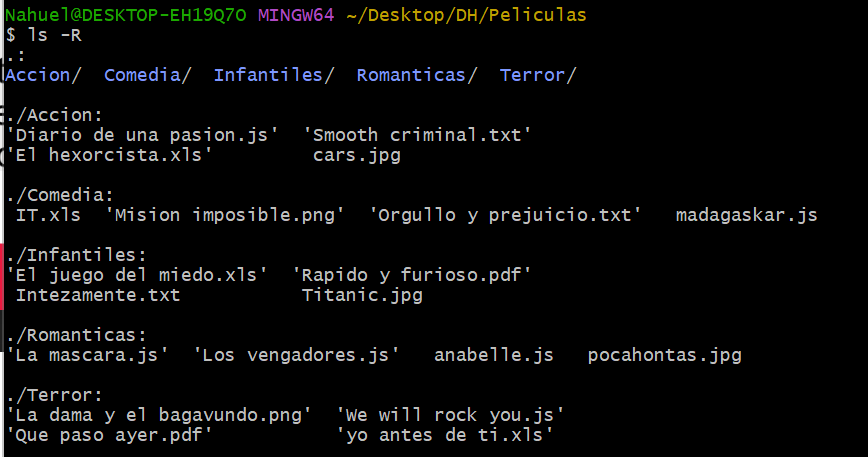 Nahuel@DESKTOP-EH19Q7O MINGW64 ~/Desktop/DH/Peliculas
$ ls -R
.:
Accion/  Comedia/  Infantiles/  Romanticas/  Terror/
./Accion:
'Diario de una pasion.js'  'Smooth criminal.txt'
'El hexorcista.xls'         cars.jpg
./Comedia:
 IT.xls  'Mision imposible.png'  'Orgullo y prejuicio.txt'   madagaskar.js
./Infantiles:
'El juego del miedo.xls'  'Rapido y furioso.pdf'
 Intezamente.txt           Titanic.jpg
./Romanticas:
'La mascara.js'  'Los vengadores.js'   anabelle.js   pocahontas.jpg
./Terror:
'La dama y el bagavundo.png'  'We will rock you.js'
'Que paso ayer.pdf'           'yo antes de ti.xls'